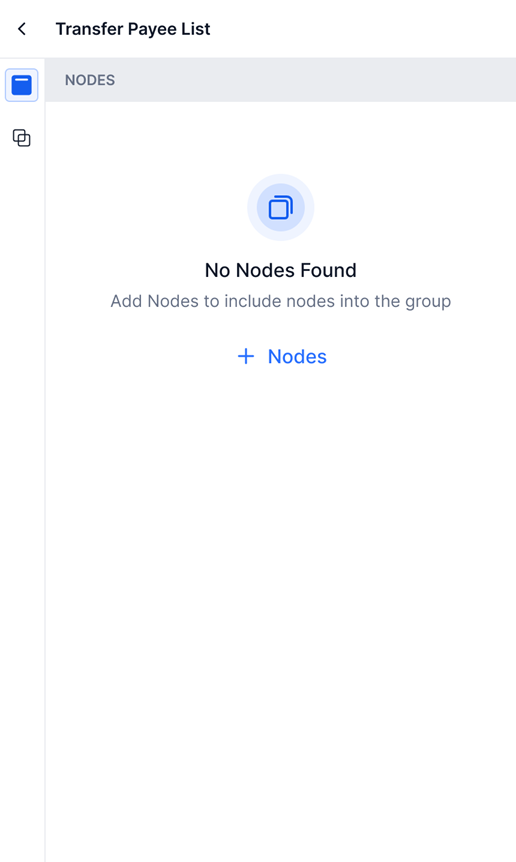 Transfer Payee List
NODES
No Nodes Found
Add Nodes to include nodes into the group
+ Nodes